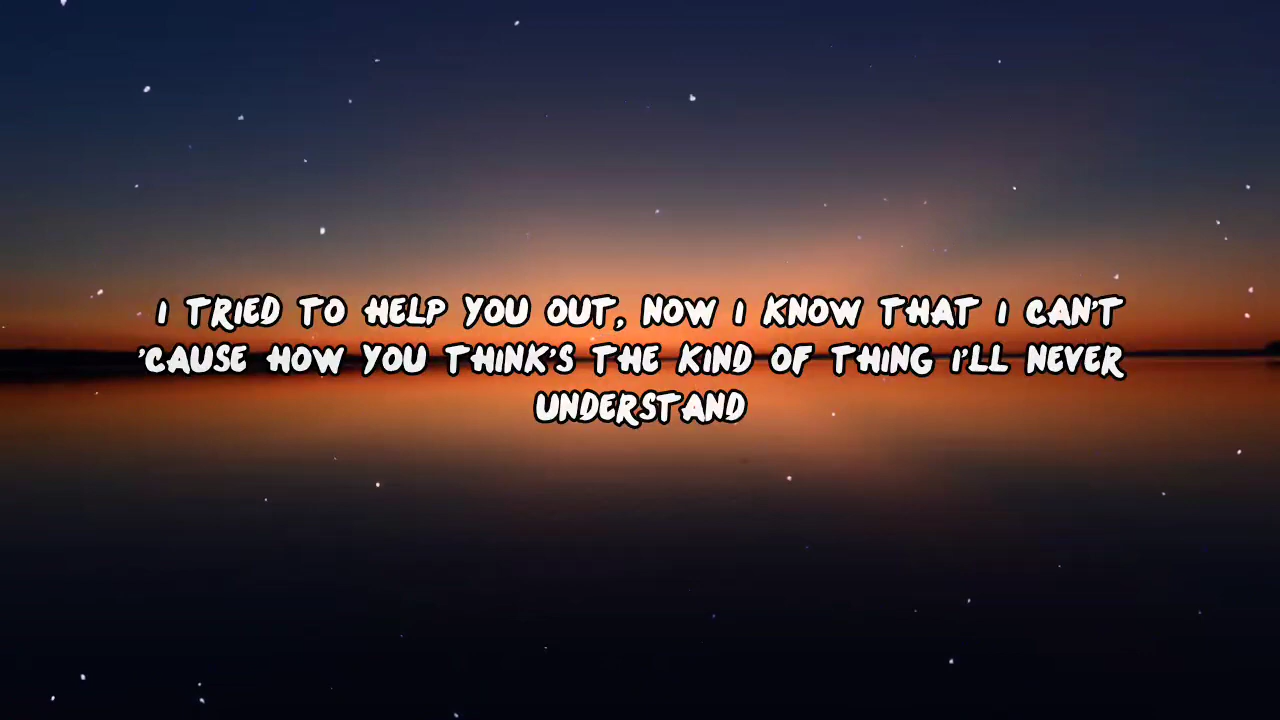 I TRIED TO HELP YOU OUT, NOW I KNOW THAT I CAN'T
'CAUSE HOW YOU THINK'S THE KIND OF THING I'LL NEVER
UNDERSTAND